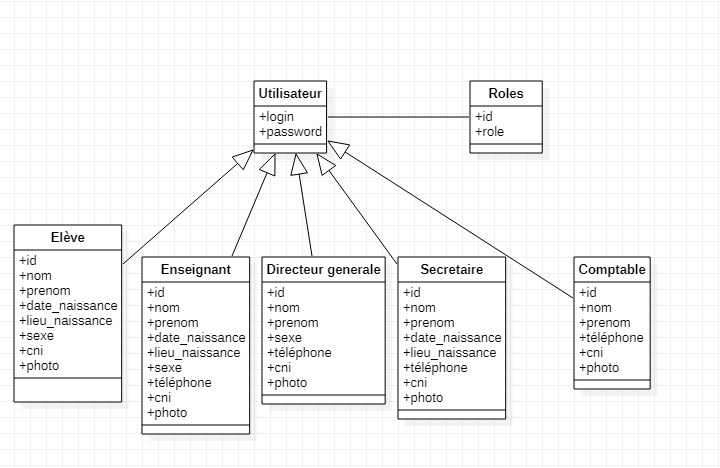 Utilisateur
+login
+password
Roles
+id
+role
Elève
+id
+nom
+prenom
+date_naissance
+lieu_naissance
+sexe
+cni
+photo
Enseignant
+id
+nom
+prenom
+date_naissance
+lieu_naissance
+sexe
+téléphone
+cni
+photo
Directeur generale
+id
+nom
+prenom
+sexe
+téléphone
+cni
+photo
Secretaire
+id
+nom
+prenom
+date_naissance
+lieu_naissance
+téléphone
+cni
+photo
Comptable
+id
+nom
+prenom
+téléphone
+cni
+photo